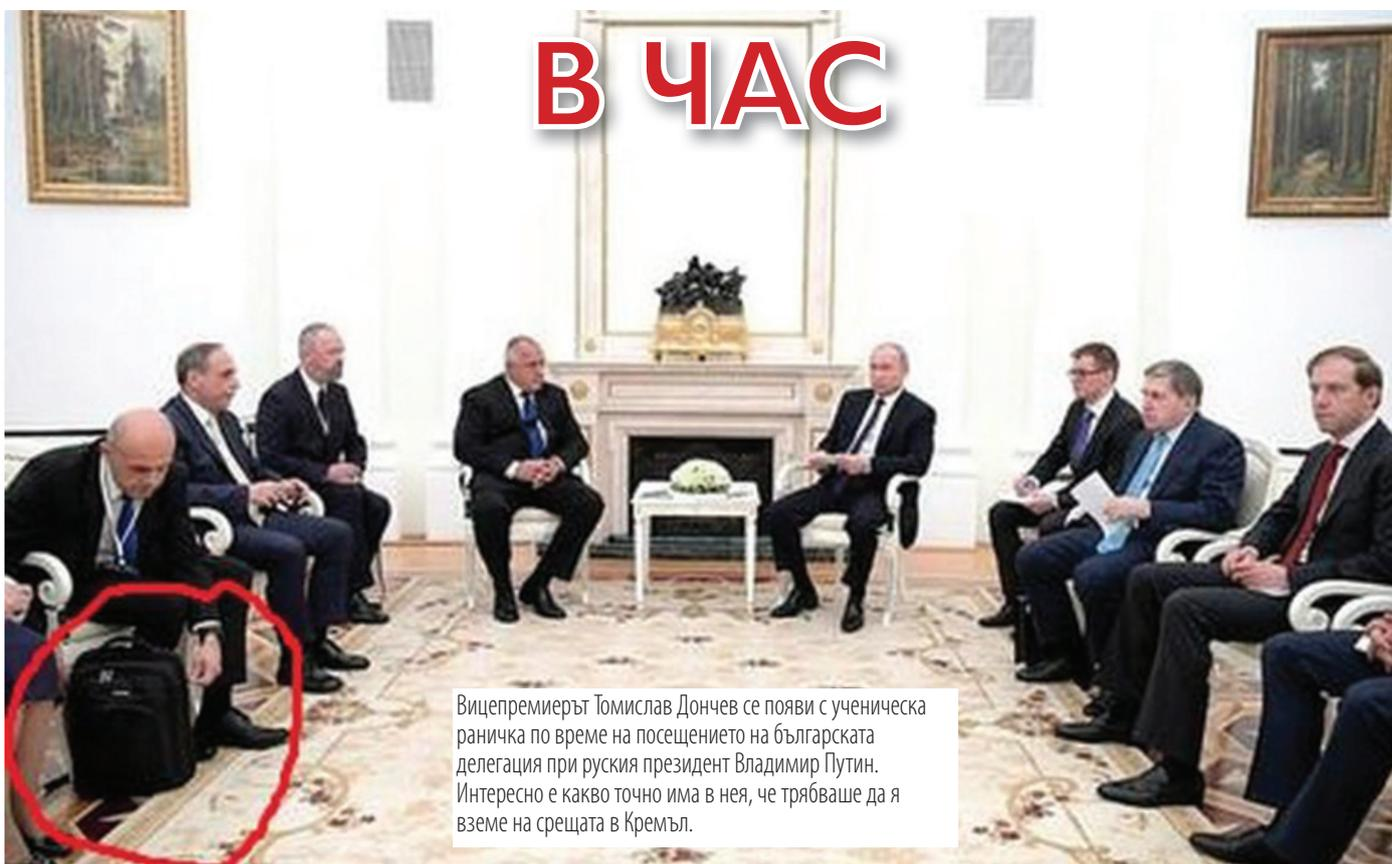 В ЧАС
Вицепремиерът Томислав Дончев се появи с ученическа
раничка по време на посещението на българската
делегация при руския президент Владимир Путин.
Интересно е какво точно има в нея, че трябваше да я
вземе на срещата в Кремъл.